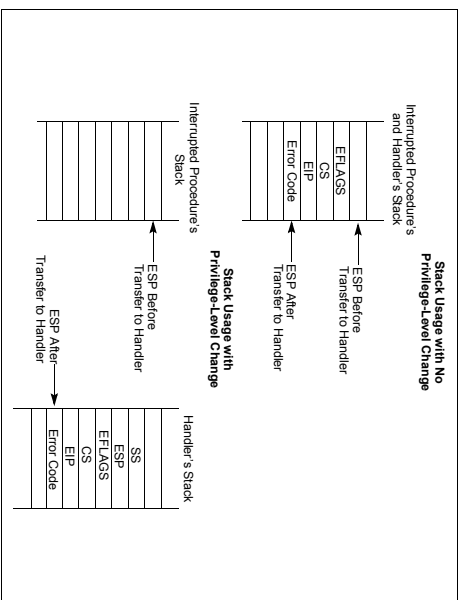 Stack Usage with No
Privilege-Level Change
Interrupted Procedure's
and Handler's Stack
EFLAGS
CS
EIP
Error Code
ESP Before
Transfer to Handler
ESP After
Transfer to Handler
Stack Usage with
Privilege-Level Change
Interrupted Procedure's
Stack
ESP Before
Transfer to Handler
Handler's Stack
SS
ESP
EFLAGS
CS
EIP
Error Code
ESP After
Transfer to Handler